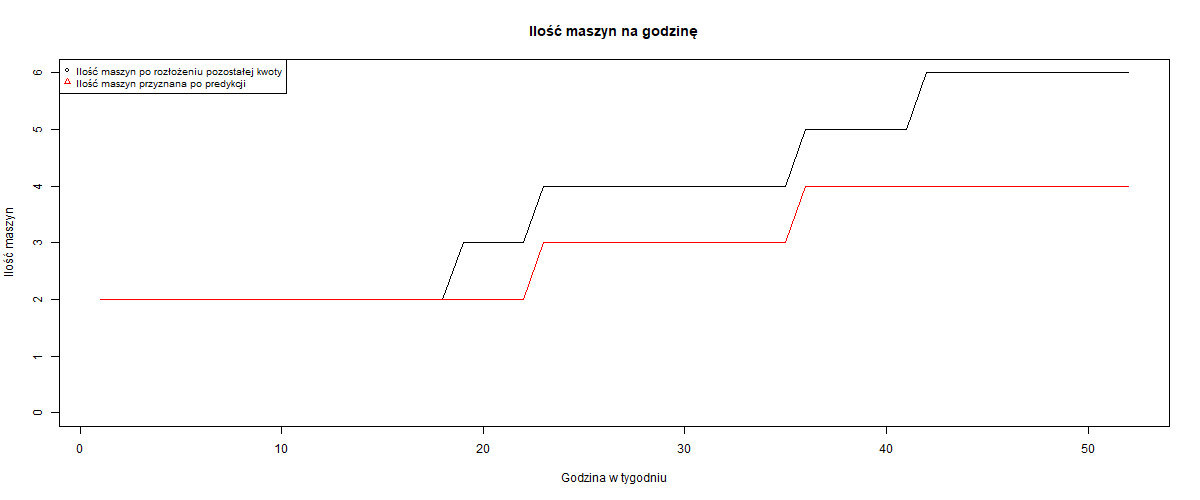 Ilość maszyn na godzinę
Ilość maszyn po rozłożeniu pozostałej kwoty
Ilość maszyn przyznana po predykcji
Ilość maszyn
6
5
4
3
2
1
0
0 10 20 30 40 50
Godzina w tygodniu